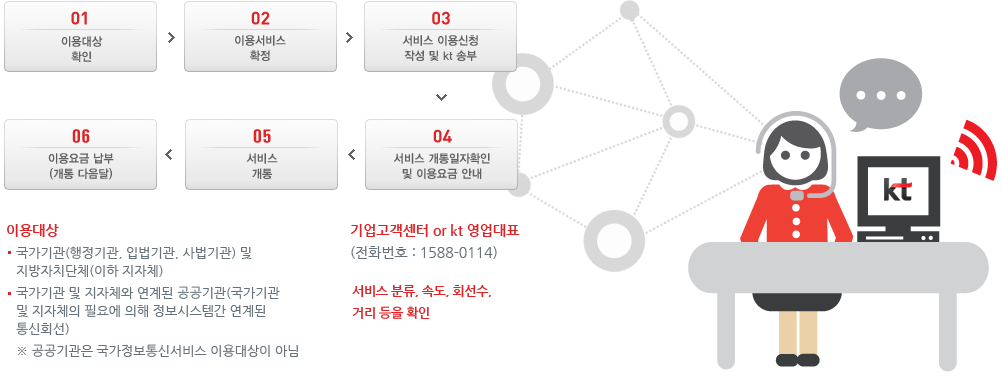 01
이용대상
확인
02
이용서비스
확정
03
서비스 이용신청
작성 및 kt 송부
04
서비스 개통일자확인
및 이용요금 안내
05
서비스
개통
06
이용요금 납부
(개통 다음달)
이용대상
국가기관(행정기관, 입법기관, 사법기관) 및
지방자치단체(이하 지자체)
국가기관 및 지자체와 연계된 공공기관(국가기관
및 지자체의 필요에 의해 정보시스템간 연계된
통신회선)
※ 공공기관은 국가정보통신서비스 이용대상이 아님
기업고객센터 or kt 영업대표
(전화번호 : 1588-0114)
서비스 분류, 속도, 회선수,
거리 등을 확인
kt